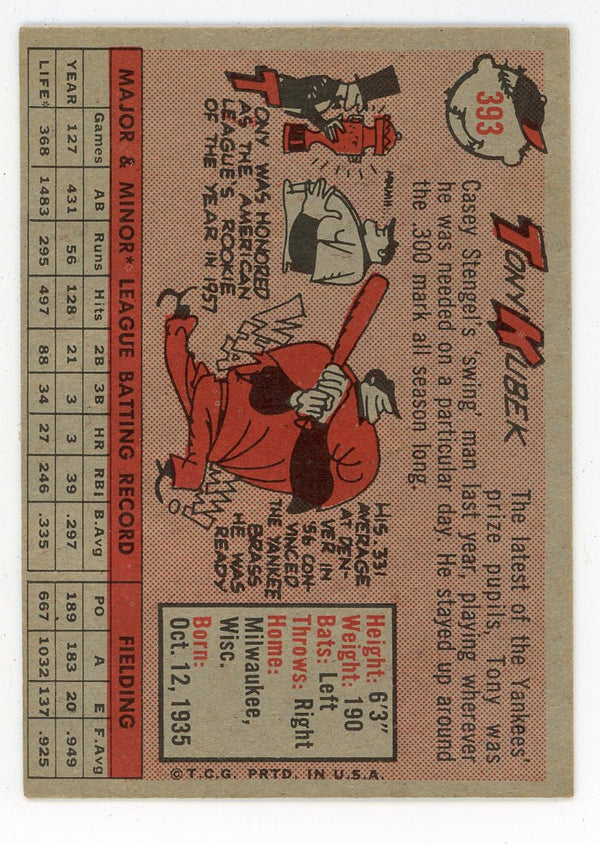 393
TONY KUBEK
The latest of the Yankees'
prize pupils, Tony was
Casey Stengel's 'swing' man last year, playing wherever
he was needed on a particular day. He stayed up around
the .300 mark all season long.
T
TONY WAS HONORED
AS THE AMERICAN
LEAGUE'S ROOKIE
OF THE YEAR IN 1957
HIS .331
AVERAGE
AT DEN-
VER IN
'56 CON-
VINCED
THE YANKEE
BRASS
HE WAS
READY
Height: 6'3"
Weight: 190
Bats: Left
Throws: Right
Home:
Milwaukee,
Wisc.
Born:
Oct. 12, 1935
©T.C.G. PRTD. IN U.S.A.
MAJOR & MINOR* LEAGUE BATTING RECORD FIELDING
Games AB Runs Hits 2B 3B HR RBI B.Avg PO A E F.Avg
YEAR 127 431 56 128 21 3 3 39 .297 189 183 20 .949
LIFE* 368 1483 295 497 88 34 27 246 .335 667 1032 137 .925